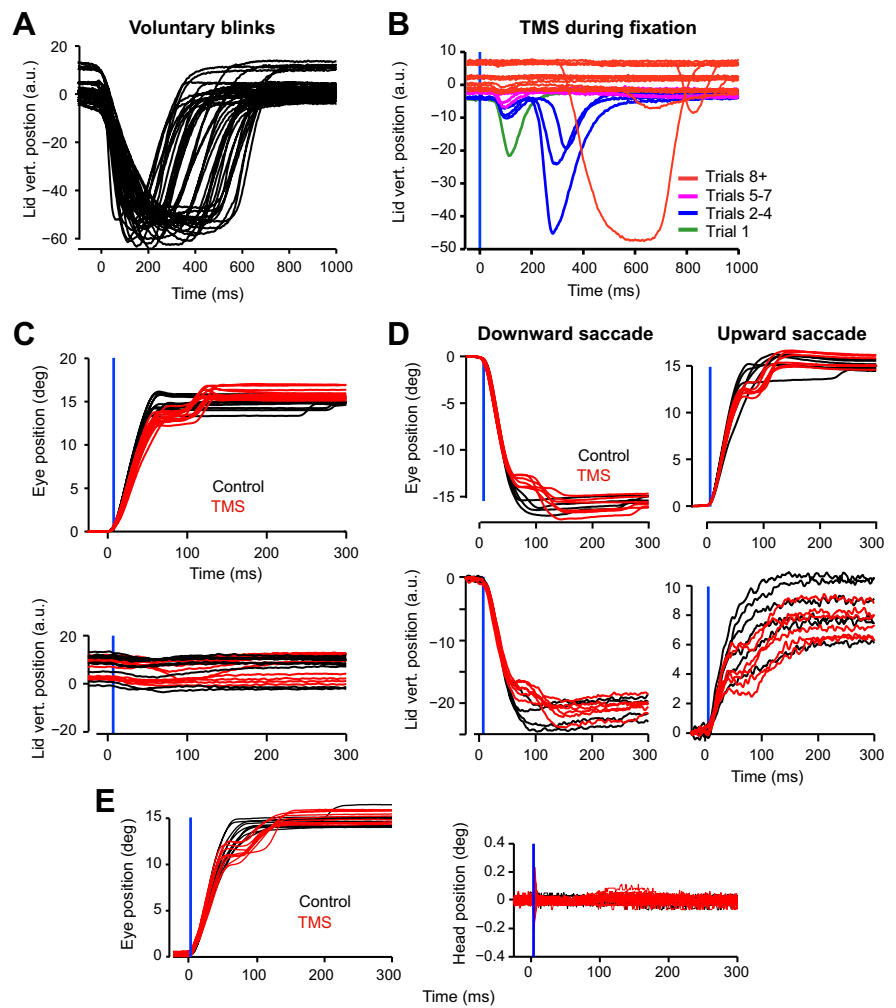 A
Voluntary blinks
20
0
−20
−40
−60
Lid vert. position (a.u.)
0
200
400
600
800
1000
Time (ms)
B
TMS during fixation
10
0
−10
−20
−30
−40
−50
Lid vert. position (a.u.)
Trials 8+
Trials 5-7
Trials 2-4
Trial 1
0
200
400
600
800
1000
Time (ms)
C
20
15
10
5
0
Eye position (deg)
Control
TMS
0
100
200
300
Time (ms)
20
0
−20
Lid vert. position (a.u.)
0
100
200
300
D
Downward saccade
0
−5
−10
−15
Eye position (deg)
Control
TMS
0
100
200
300
Upward saccade
15
10
5
0
0
100
200
300
0
−10
−20
Lid vert. position (a.u.)
0
100
200
300
10
8
6
4
2
0
0
100
200
300
Time (ms)
E
15
10
5
0
Eye position (deg)
Control
TMS
0
100
200
300
0.4
0.2
0
−0.2
−0.4
Head position (deg)
0
100
200
300
Time (ms)